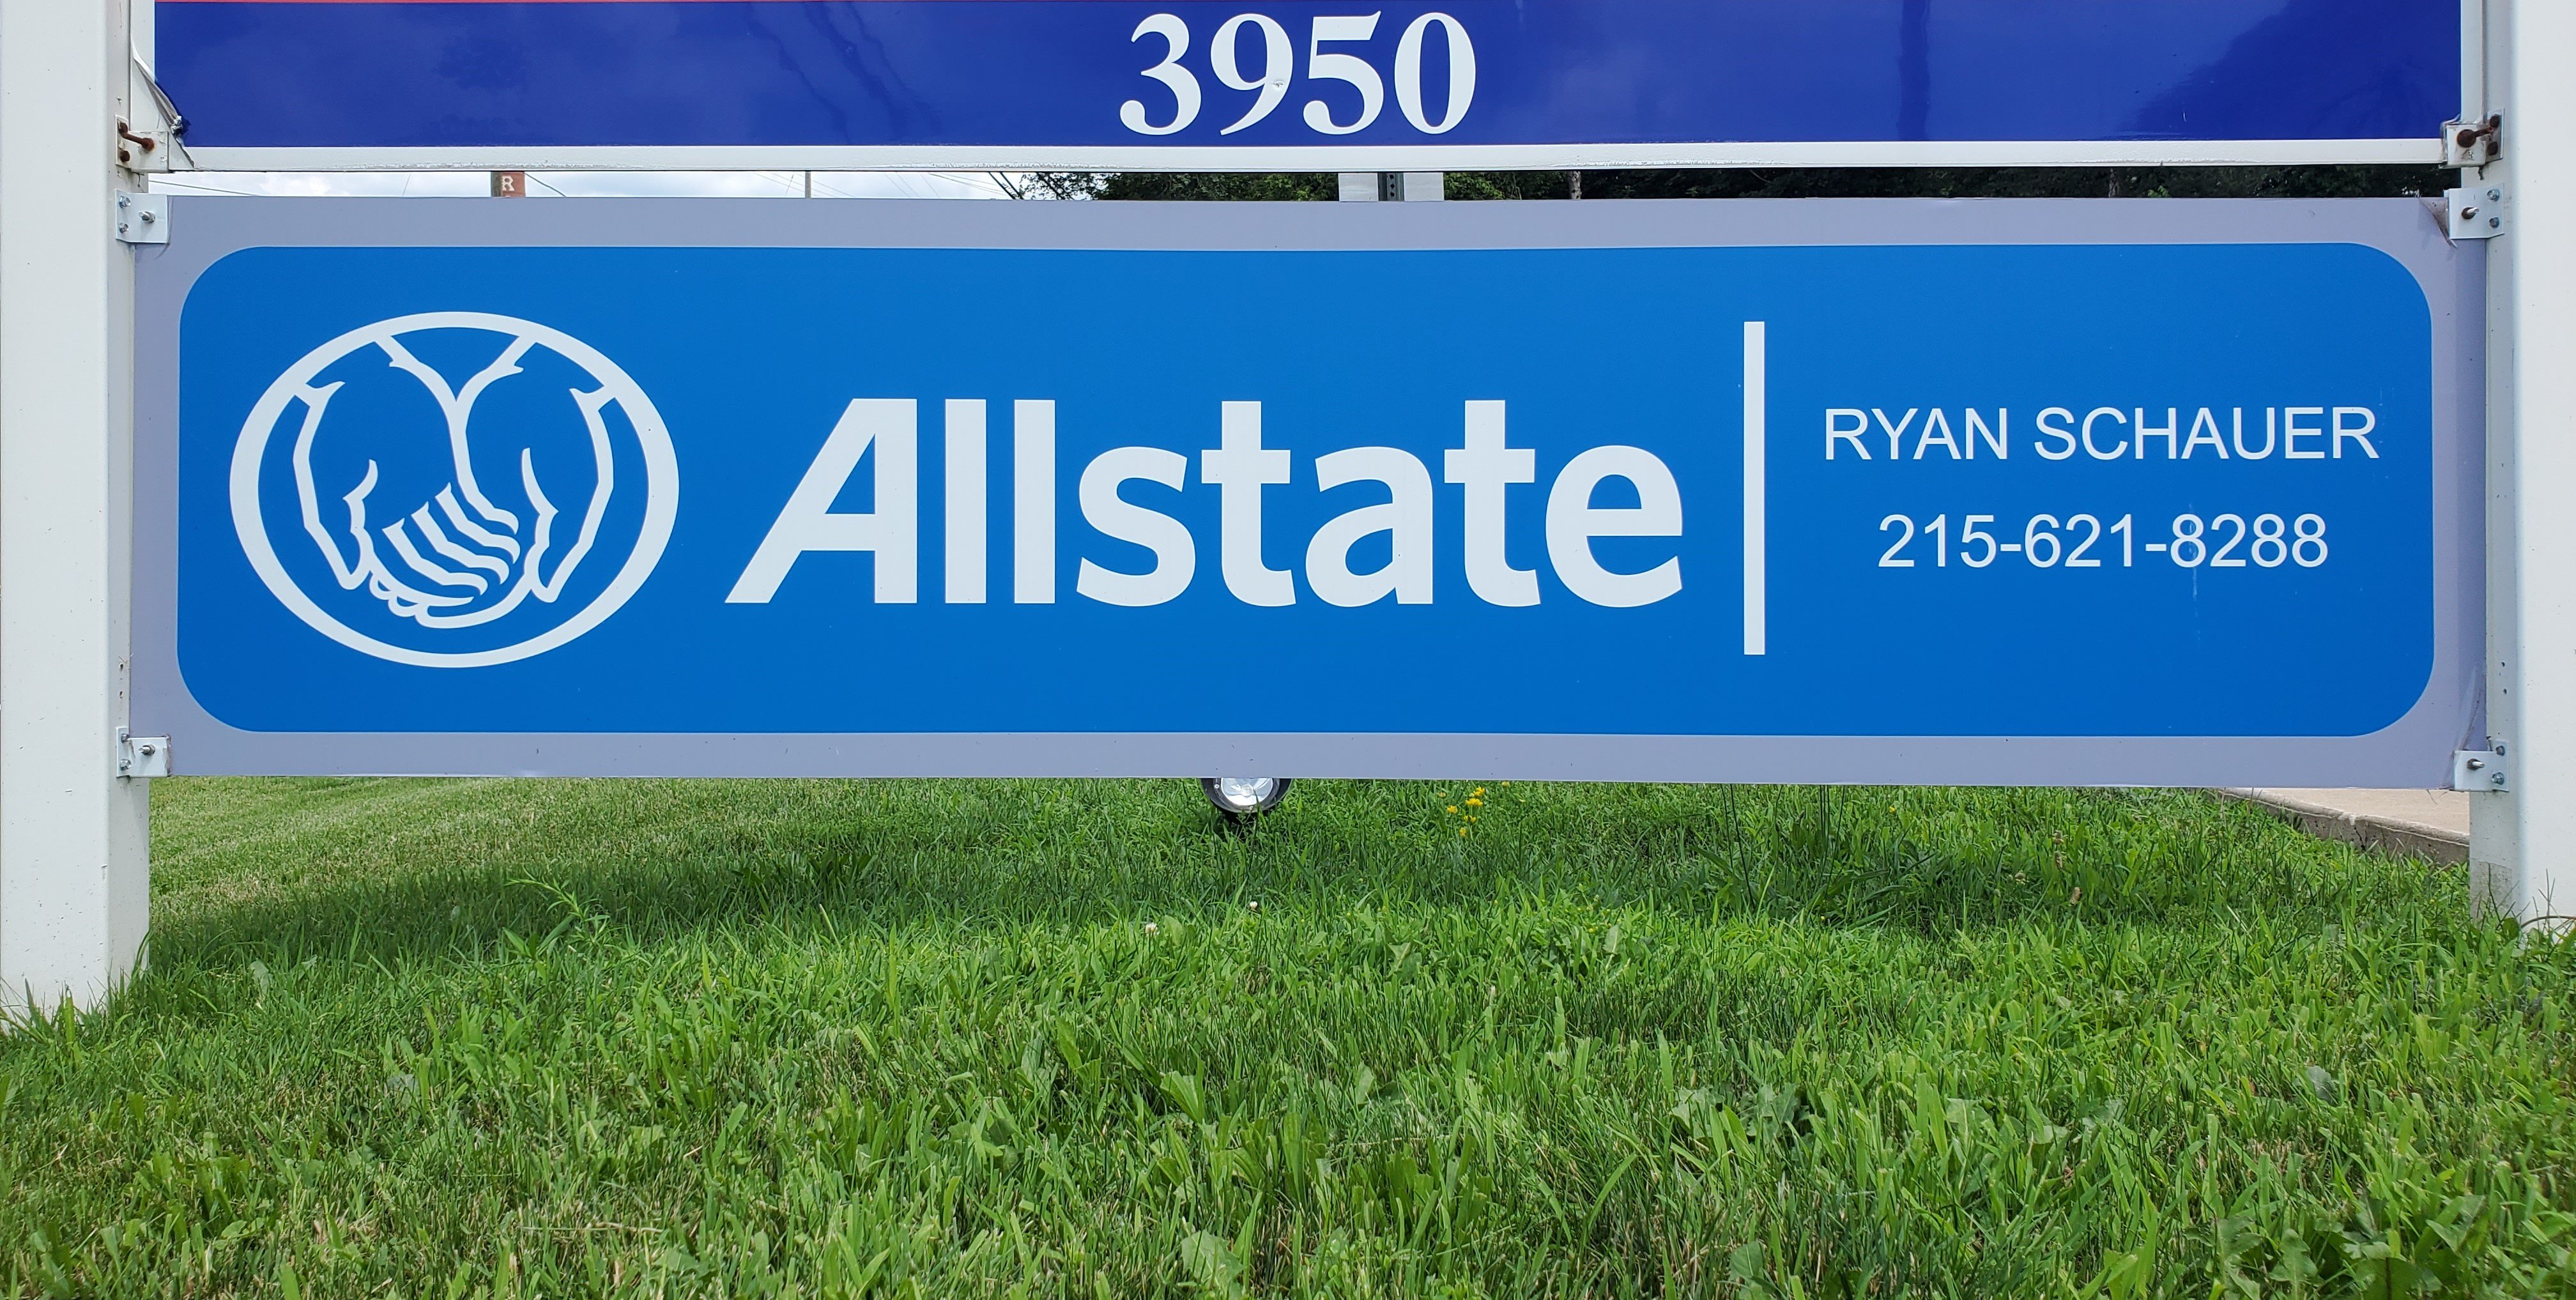 3950
R
Allstate
RYAN SCHAUER
215-621-8288